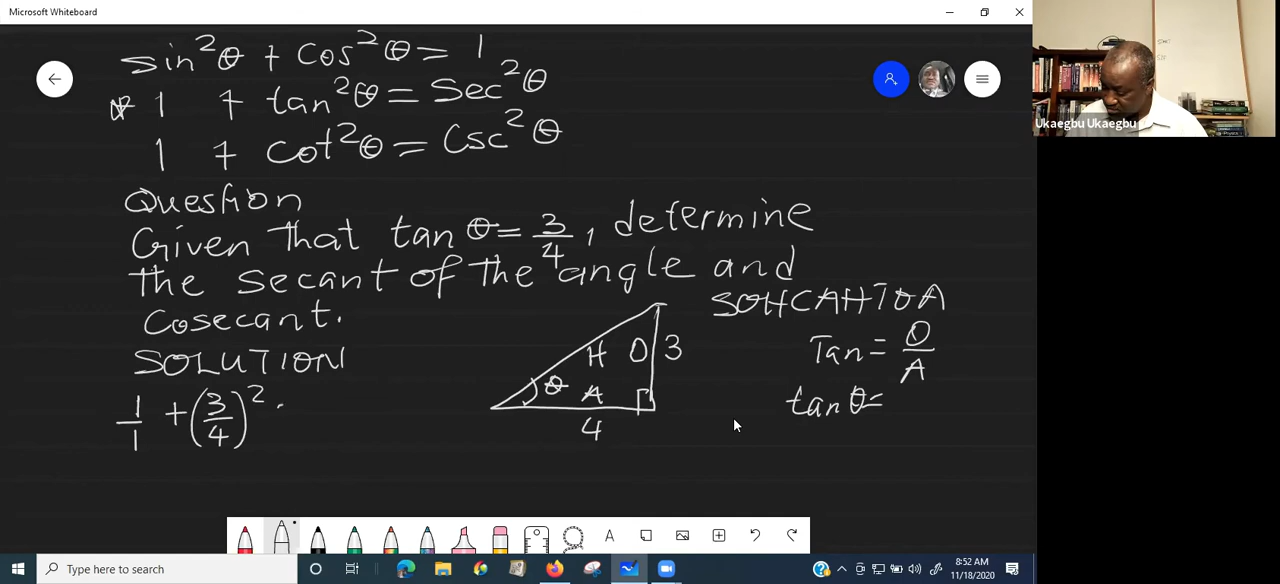 Microsoft Whiteboard
sin²θ + cos²θ = 1
1 + tan²θ = Sec²θ
1 + cot²θ = Csc²θ
Ukaegbu Ukaegbu
Question
Given that tan θ = 3/4, determine
the secant of the angle and
Cosecant.
SOHCAHTOA
SOLUTION
H O 3
Tan = O/A
θ A
tan θ =
1/1 + (3/4)²
4
Type here to search
8:52 AM
11/18/2020